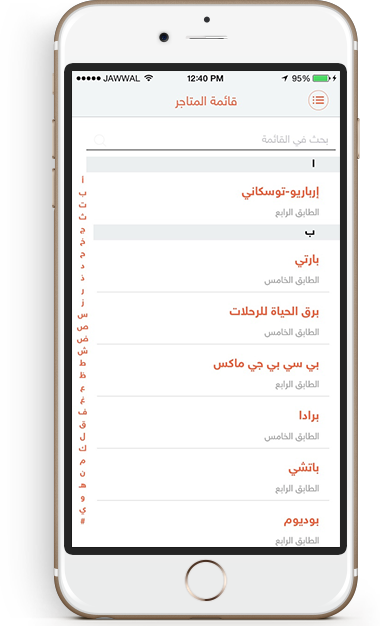 JAWWAL 12:40 PM 95%
قائمة المتاجر
بحث في القائمة
ا
إرباريو-توسكاني
الطابق الرابع
ب
بارتي
الطابق الخامس
برق الحياة للرحلات
الطابق الخامس
بي سي بي جي ماكس
الطابق الرابع
برادا
الطابق الخامس
باتشي
الطابق الرابع
بوديوم
الطابق الرابع
أ
ب
ت
ث
ج
خ
ح
د
ذ
ر
ز
س
ص
ض
ش
ط
ظ
ع
غ
ف
ق
ل
ك
م
ن
ه
و
ي
#